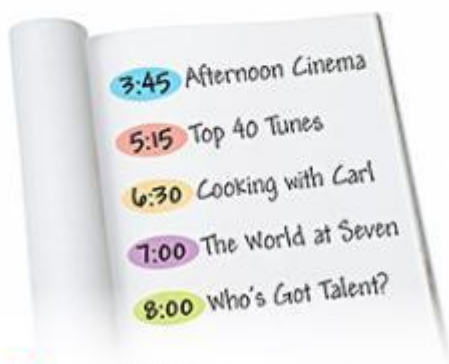 3:45 Afternoon Cinema
5:15 Top 40 Tunes
6:30 Cooking with Carl
7:00 The World at Seven
8:00 Who's Got Talent?